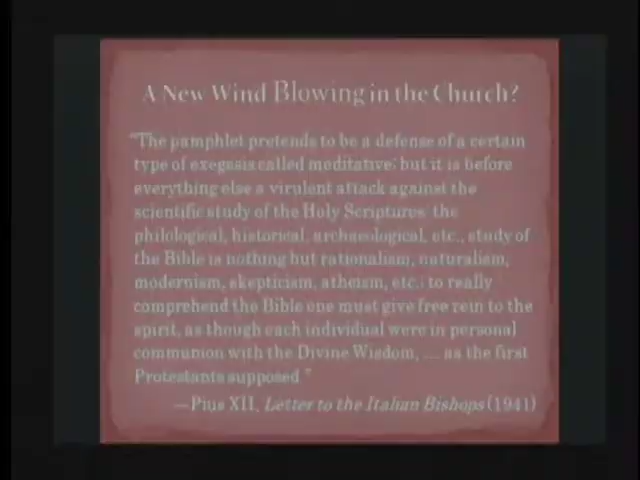 A New Wind Blowing in the Church?
"The pamphlet pretends to be a defense of a certain
type of exegesis called meditative; but it is before
everything else a virulent attack against the
scientific study of the Holy Scriptures: the
philological, historical, archaeological, etc., study of
the Bible is nothing but rationalism, naturalism,
modernism, skepticism, atheism, etc.; to really
comprehend the Bible one must give free rein to the
spirit, as though each individual were in personal
communion with the Divine Wisdom, ... as the first
Protestants supposed."
—Pius XII, Letter to the Italian Bishops (1941)